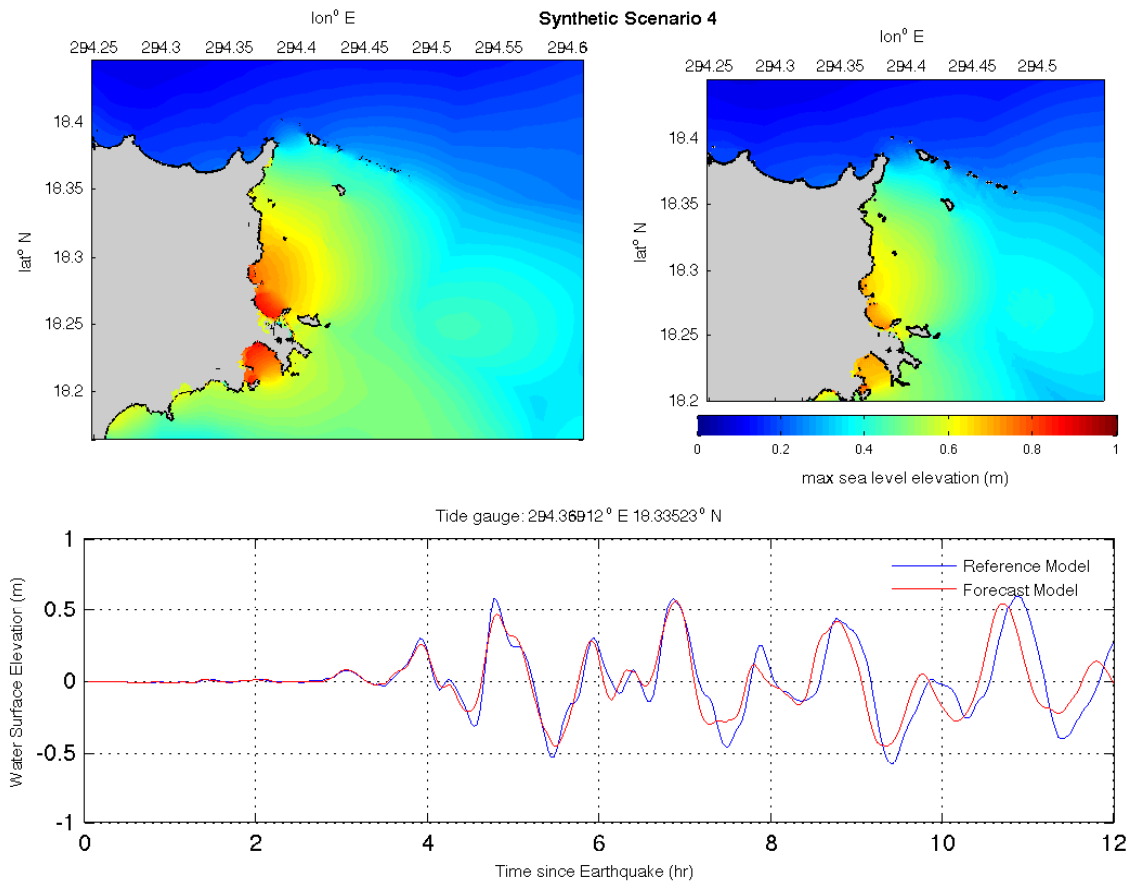 Synthetic Scenario 4
lon° E
294.25 294.3 294.35 294.4 294.45 294.5 294.55 294.6
lat° N
18.4
18.35
18.3
18.25
18.2
lon° E
294.25 294.3 294.35 294.4 294.45 294.5
lat° N
18.4
18.35
18.3
18.25
18.2
0 0.2 0.4 0.6 0.8 1
max sea level elevation (m)
Tide gauge: 294.36912° E 18.33523° N
Water Surface Elevation (m)
1
0.5
0
-0.5
-1
Reference Model
Forecast Model
0 2 4 6 8 10 12
Time since Earthquake (hr)